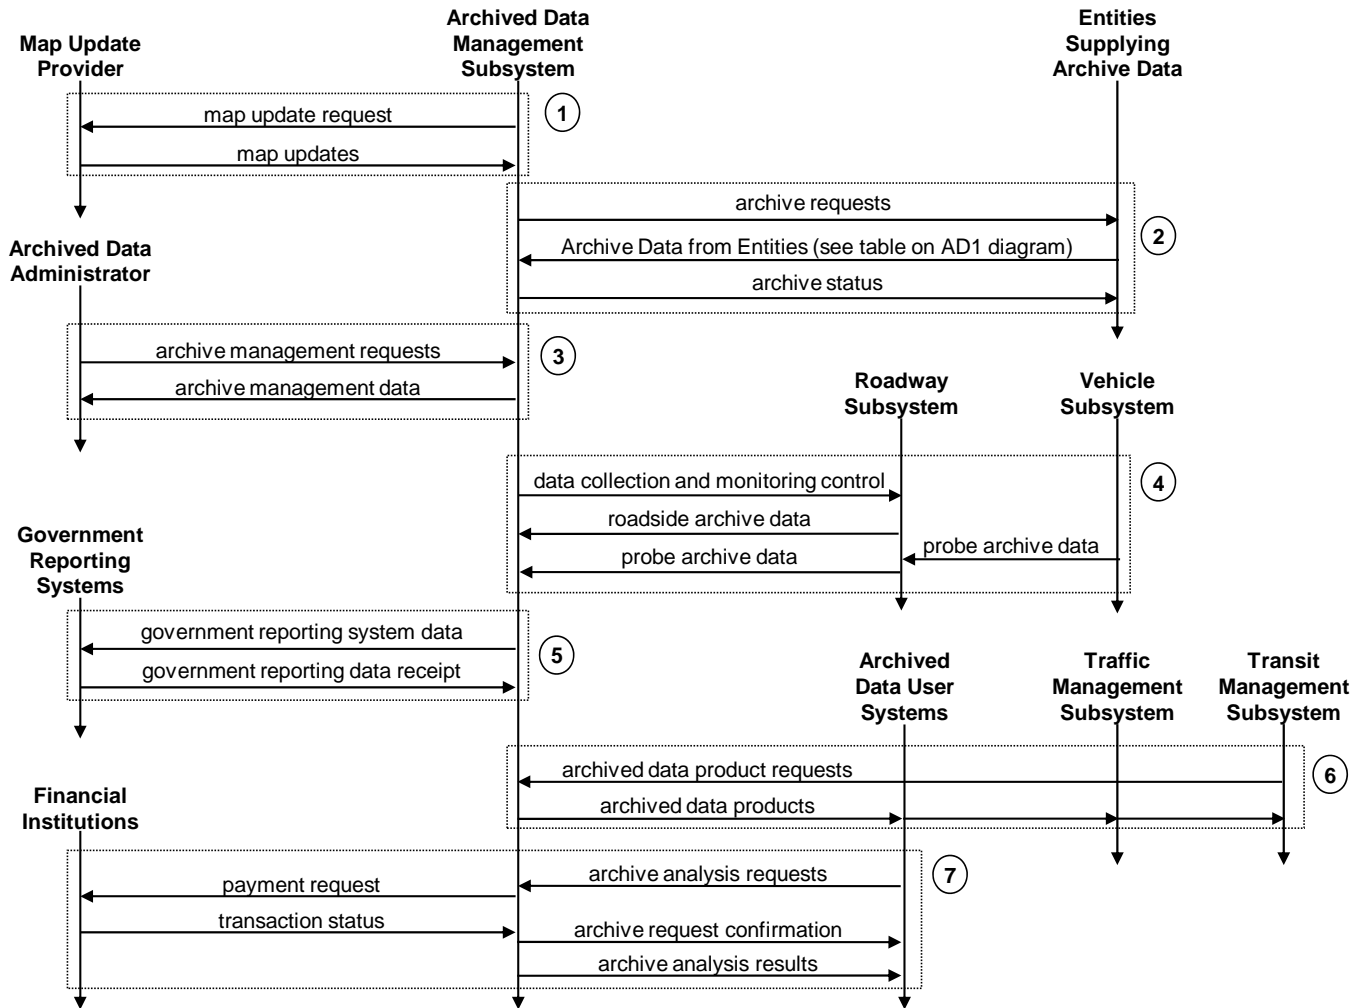 Map Update
Provider
Archived Data
Management
Subsystem
Entities
Supplying
Archive Data
map update request
1
map updates
archive requests
2
Archive Data from Entities (see table on AD1 diagram)
archive status
Archived Data
Administrator
archive management requests
3
archive management data
Roadway
Subsystem
Vehicle
Subsystem
data collection and monitoring control
4
roadside archive data
probe archive data
probe archive data
Government
Reporting
Systems
government reporting system data
5
government reporting data receipt
Archived
Data User
Systems
Traffic
Management
Subsystem
Transit
Management
Subsystem
archived data product requests
6
archived data products
Financial
Institutions
archive analysis requests
7
payment request
transaction status
archive request confirmation
archive analysis results